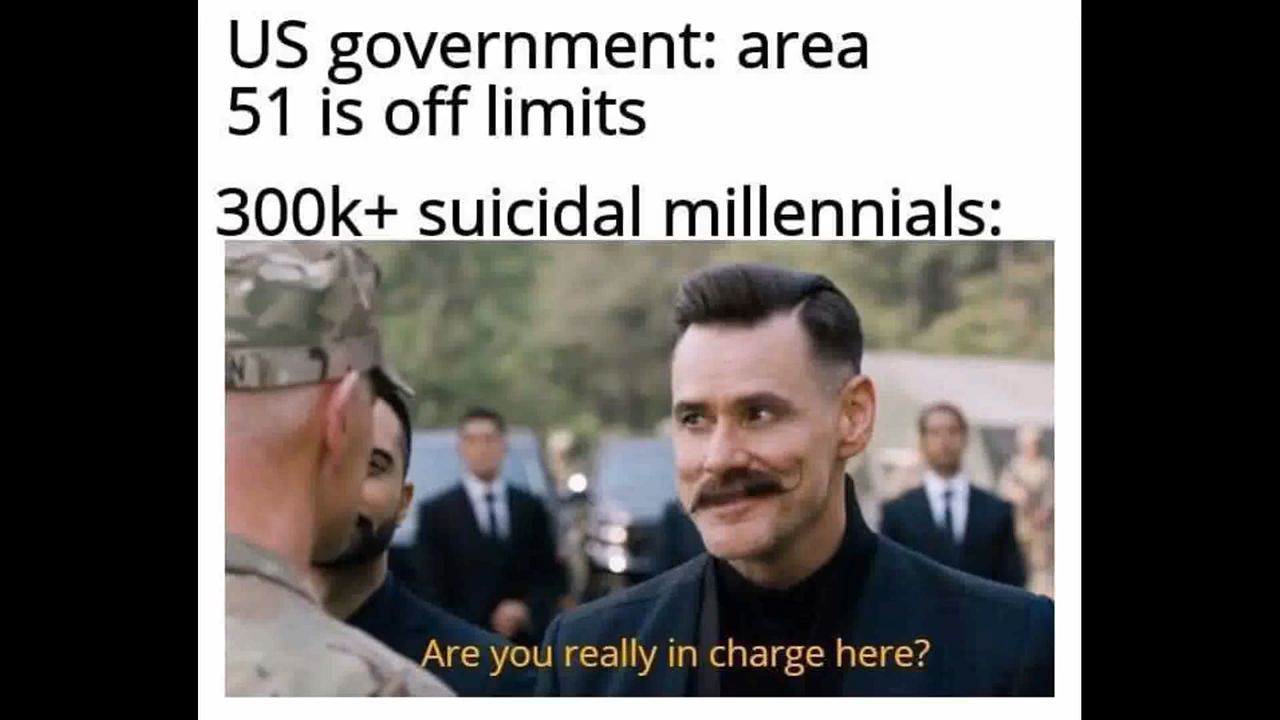 US government: area
51 is off limits
300k+ suicidal millennials:
Are you really in charge here?